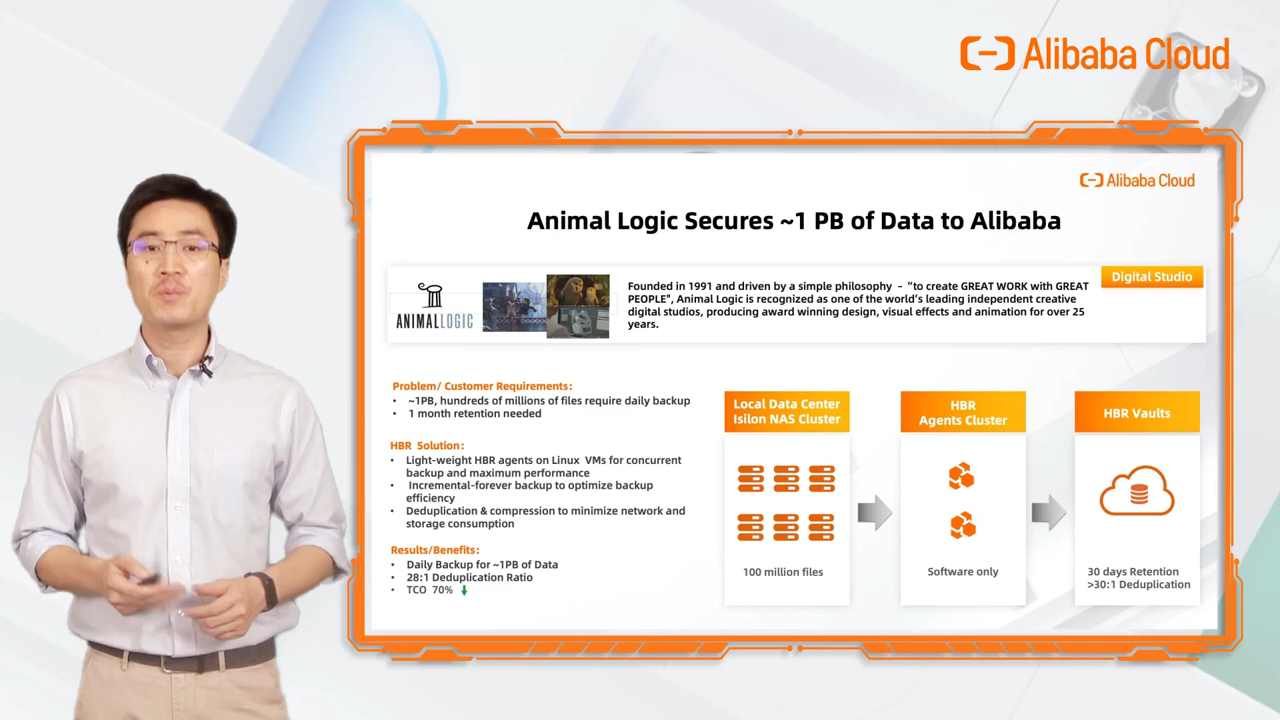 Alibaba Cloud
Alibaba Cloud
Animal Logic Secures ~1 PB of Data to Alibaba
Digital Studio
ANIMALLOGIC
Founded in 1991 and driven by a simple philosophy – “to create GREAT WORK with GREAT
PEOPLE", Animal Logic is recognized as one of the world’s leading independent creative
digital studios, producing award winning design, visual effects and animation for over 25
years.
Problem/ Customer Requirements:
• ~1PB, hundreds of millions of files require daily backup
• 1 month retention needed
HBR Solution:
• Light-weight HBR agents on Linux VMs for concurrent
backup and maximum performance
• Incremental-forever backup to optimize backup
efficiency
• Deduplication & compression to minimize network and
storage consumption
Results/Benefits:
• Daily Backup for ~1PB of Data
• 28:1 Deduplication Ratio
• TCO 70%
Local Data Center
Isilon NAS Cluster
100 million files
HBR
Agents Cluster
Software only
HBR Vaults
30 days Retention
>30:1 Deduplication